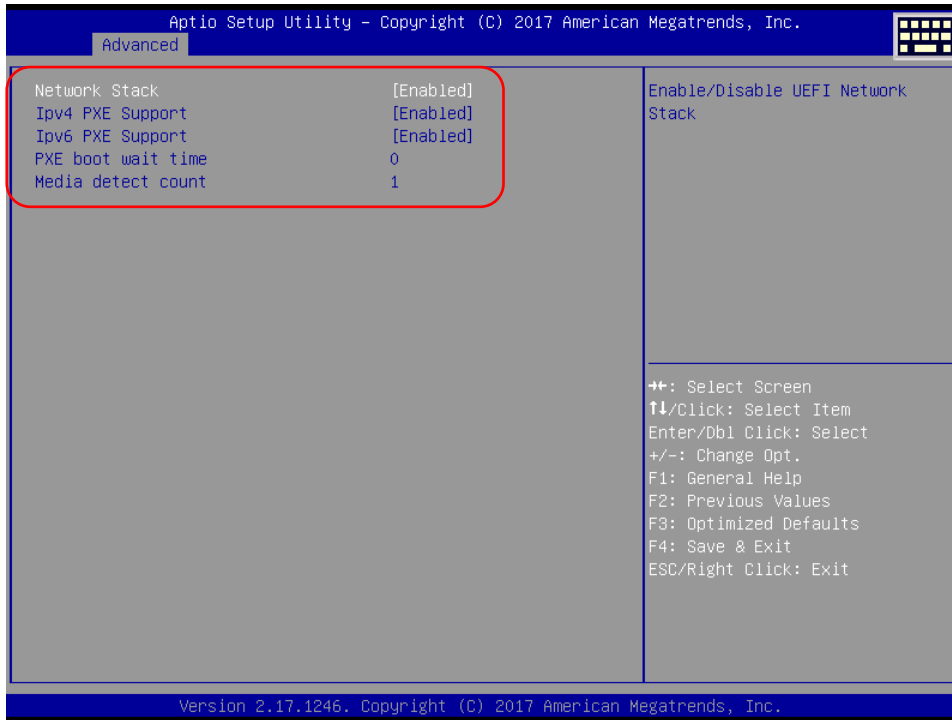 Aptio Setup Utility – Copyright (C) 2017 American Megatrends, Inc.
Advanced
Network Stack [Enabled]
Ipv4 PXE Support [Enabled]
Ipv6 PXE Support [Enabled]
PXE boot wait time 0
Media detect count 1
Enable/Disable UEFI Network
Stack
→←: Select Screen
↑↓/Click: Select Item
Enter/Dbl Click: Select
+/-: Change Opt.
F1: General Help
F2: Previous Values
F3: Optimized Defaults
F4: Save & Exit
ESC/Right Click: Exit
Version 2.17.1246. Copyright (C) 2017 American Megatrends, Inc.